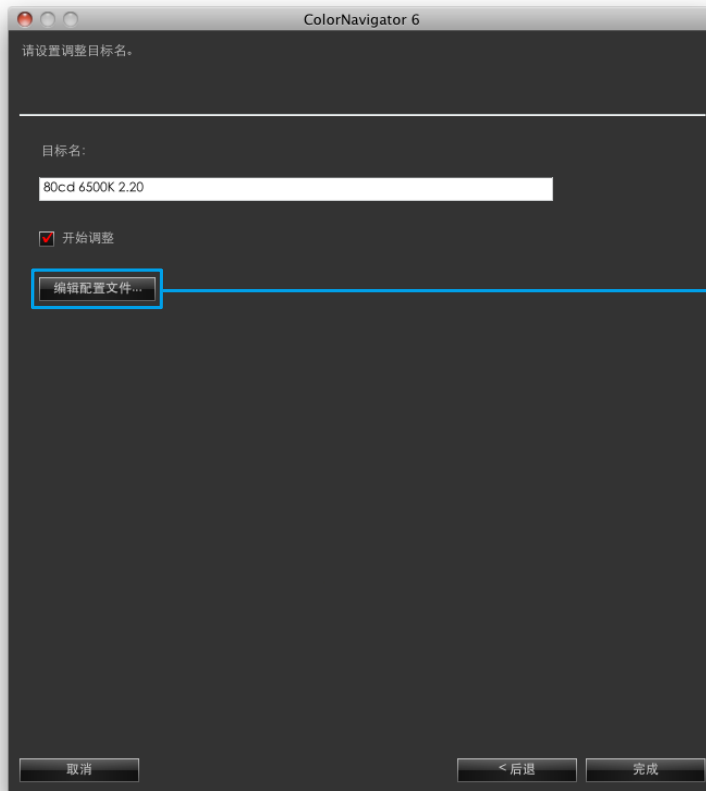 ColorNavigator 6
请设置调整目标名。
目标名:
80cd 6500K 2.20
开始调整
编辑配置文件...
取消
< 后退
完成